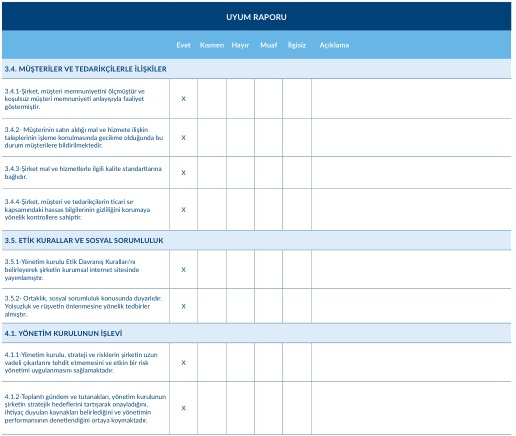 UYUM RAPORU
Evet Kısmen Hayır Muaf İlgisiz Açıklama
3.4. MÜŞTERİLER VE TEDARİKÇİLERLE İLİŞKİLER
3.4.1-Şirket, müşteri memnuniyetini ölçmüştür ve
koşulsuz müşteri memnuniyeti anlayışıyla faaliyet
göstermiştir.
X
3.4.2- Müşterinin satın aldığı mal ve hizmete ilişkin
taleplerinin işleme konulmasında gecikme olduğunda bu
durum müşterilere bildirilmektedir.
X
3.4.3-Şirket mal ve hizmetlerle ilgili kalite standartlarına
bağlıdır.
X
3.4.4-Şirket, müşteri ve tedarikçilerin ticari sır
kapsamındaki hassas bilgilerinin gizliliğini korumaya
yönelik kontrollere sahiptir.
X
3.5. ETİK KURALLAR VE SOSYAL SORUMLULUK
3.5.1-Yönetim kurulu Etik Davranış Kuralları'nı
belirleyerek şirketin kurumsal internet sitesinde
yayımlamıştır.
X
3.5.2- Ortaklık, sosyal sorumluluk konusunda duyarlıdır.
Yolsuzluk ve rüşvetin önlenmesine yönelik tedbirler
almıştır.
X
4.1. YÖNETİM KURULUNUN İŞLEVİ
4.1.1-Yönetim kurulu, strateji ve risklerin şirketin uzun
vadeli çıkarlarını tehdit etmemesini ve etkin bir risk
yönetimi uygulanmasını sağlamaktadır.
X
4.1.2-Toplantı gündem ve tutanakları, yönetim kurulunun
şirketin stratejik hedeflerini tartışarak onayladığını,
ihtiyaç duyulan kaynakları belirlediğini ve yönetimin
performansının denetlendiğini ortaya koymaktadır.
X